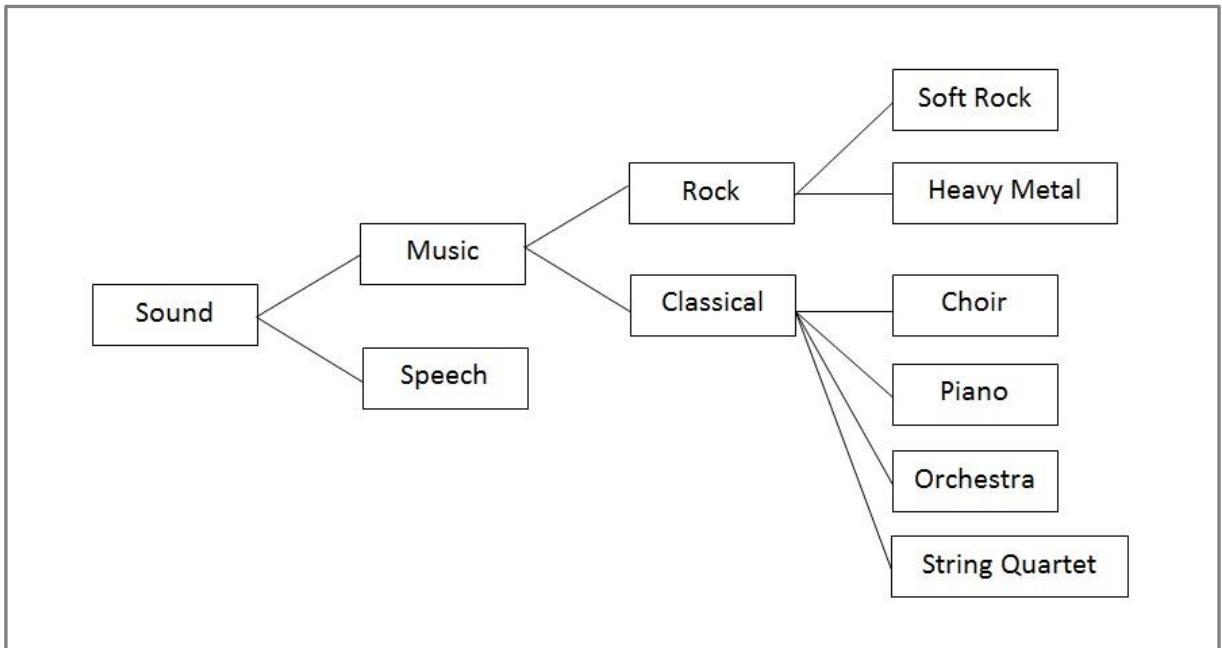 Sound
Music
Speech
Rock
Classical
Soft Rock
Heavy Metal
Choir
Piano
Orchestra
String Quartet